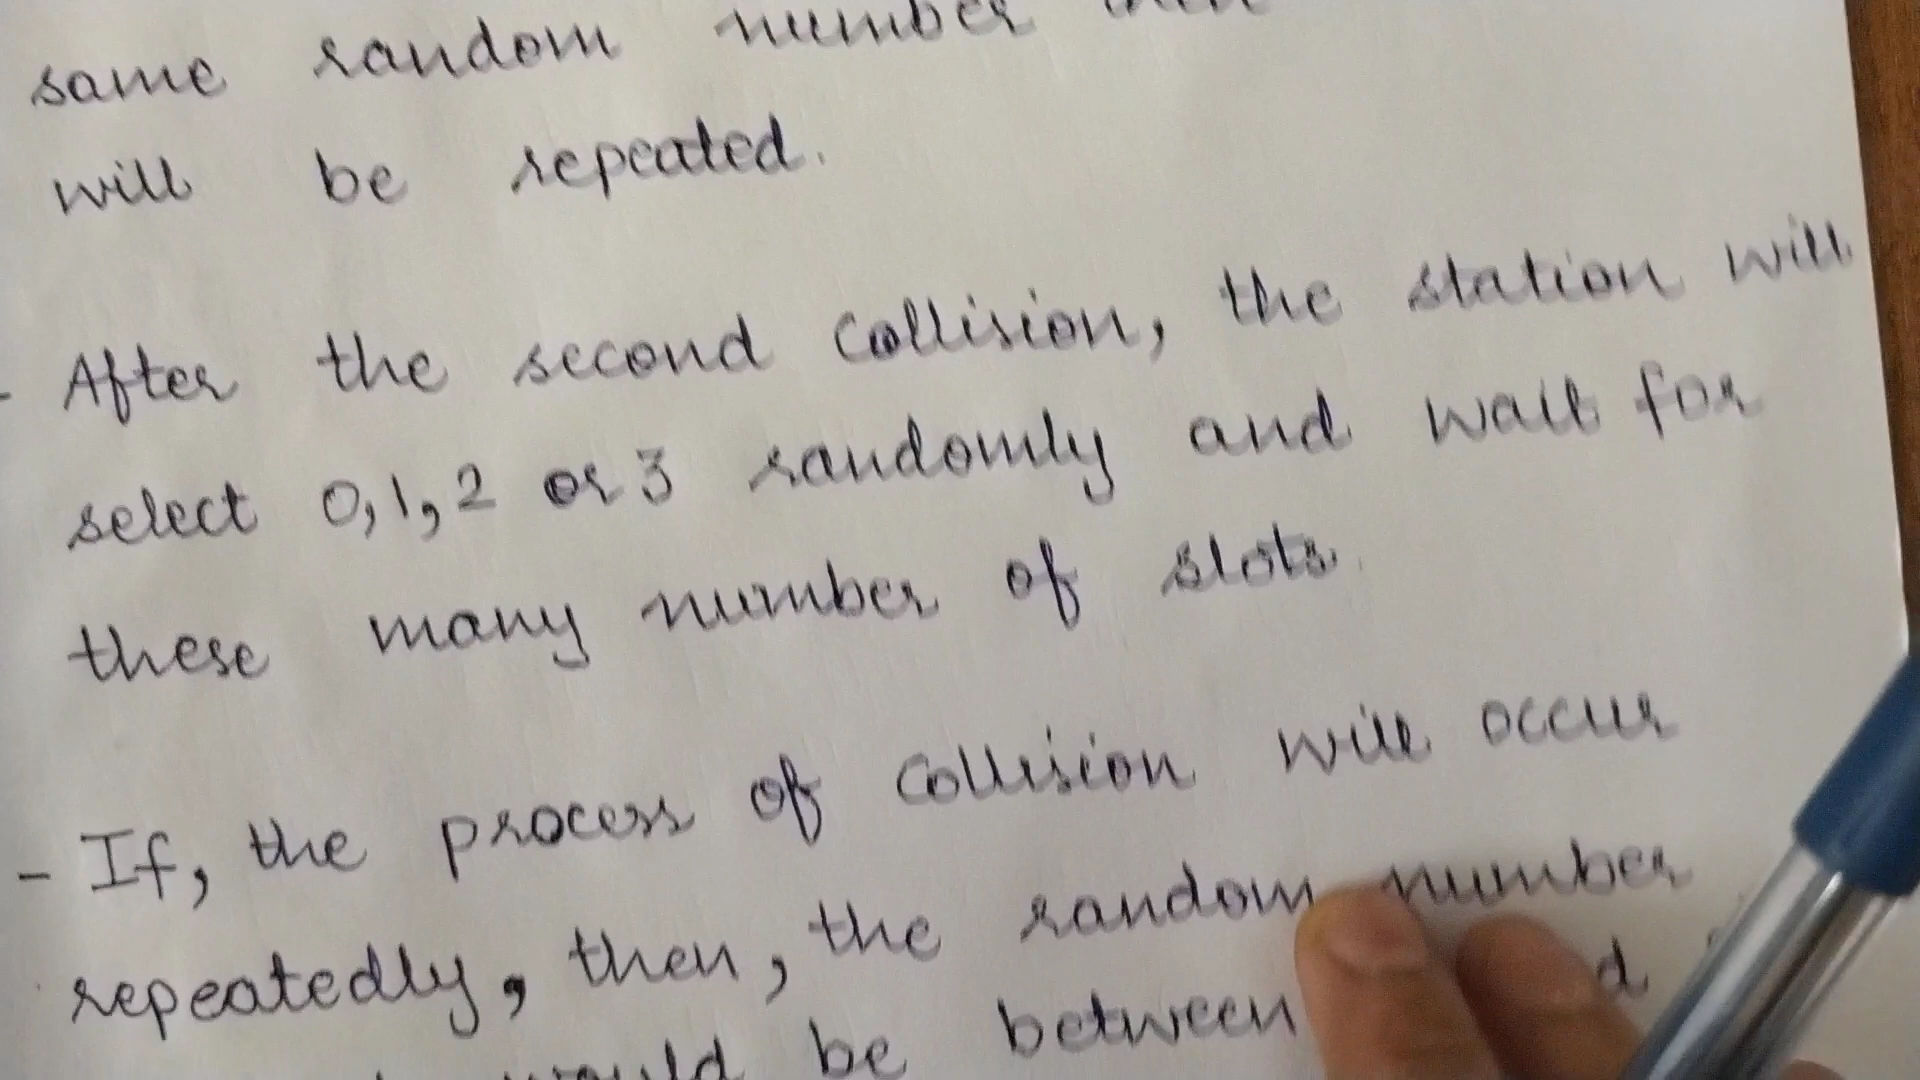 same random number
will be repeated.
- After the second collision, the station will
select 0,1,2 or 3 randomly and wait for
these many number of slots.
- If, the process of collision will occur
repeatedly, then, the random number
would be between